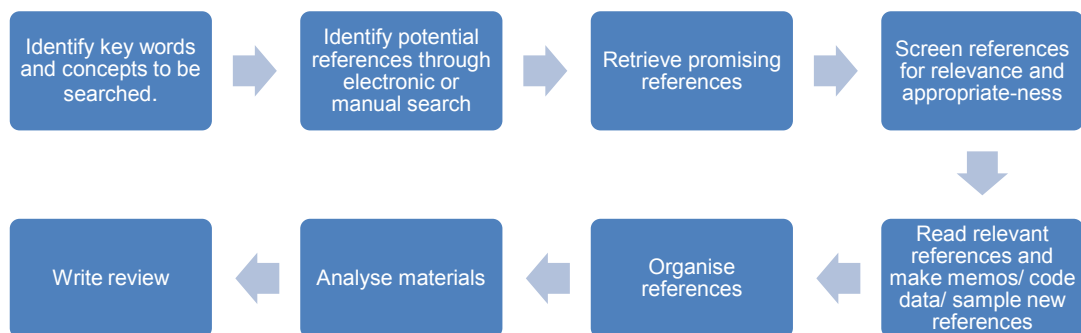 Identify key words
and concepts to be
searched.
Identify potential
references through
electronic or
manual search
Retrieve promising
references
Screen references
for relevance and
appropriate-ness
Read relevant
references and
make memos/ code
data/ sample new
references
Organise
references
Analyse materials
Write review